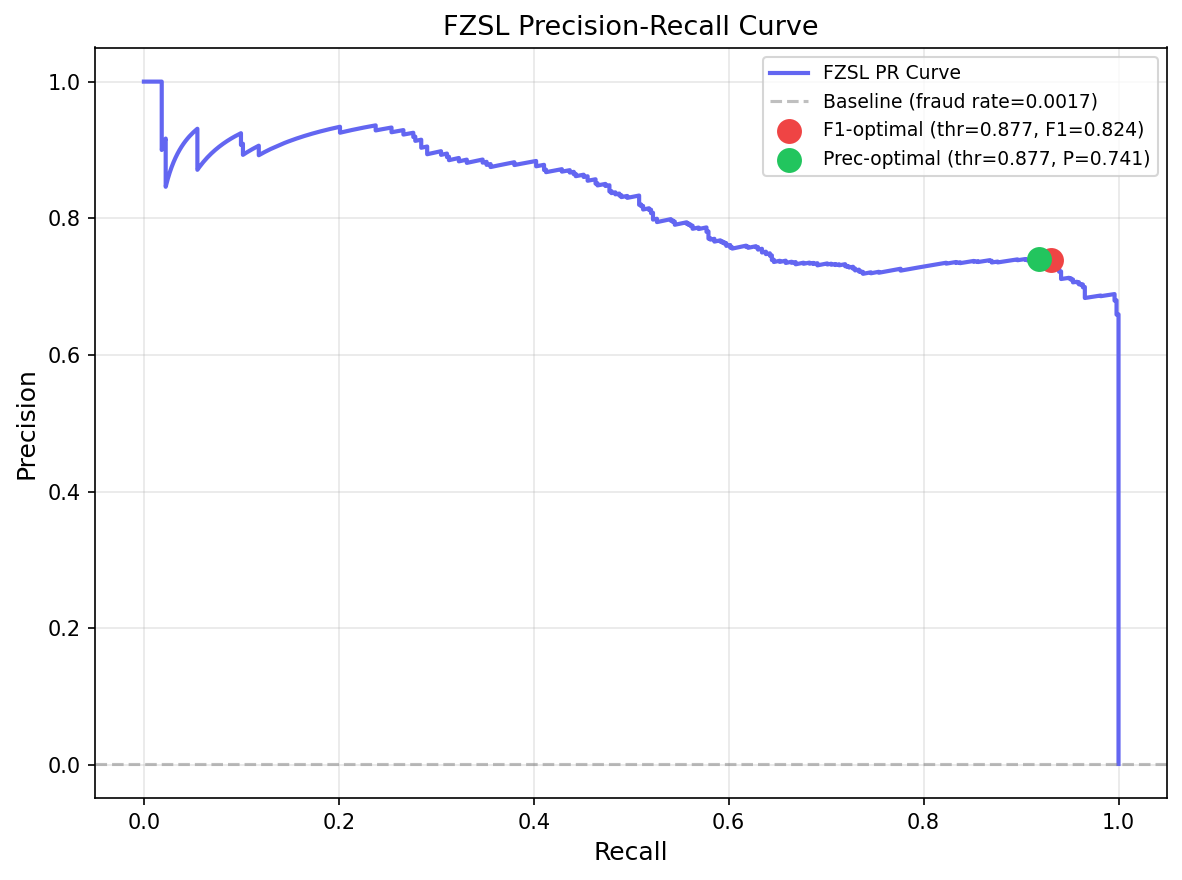 FZSL Precision-Recall Curve
FZSL PR Curve
Baseline (fraud rate=0.0017)
F1-optimal (thr=0.877, F1=0.824)
Prec-optimal (thr=0.877, P=0.741)
Precision
1.0
0.8
0.6
0.4
0.2
0.0
0.0 0.2 0.4 0.6 0.8 1.0
Recall